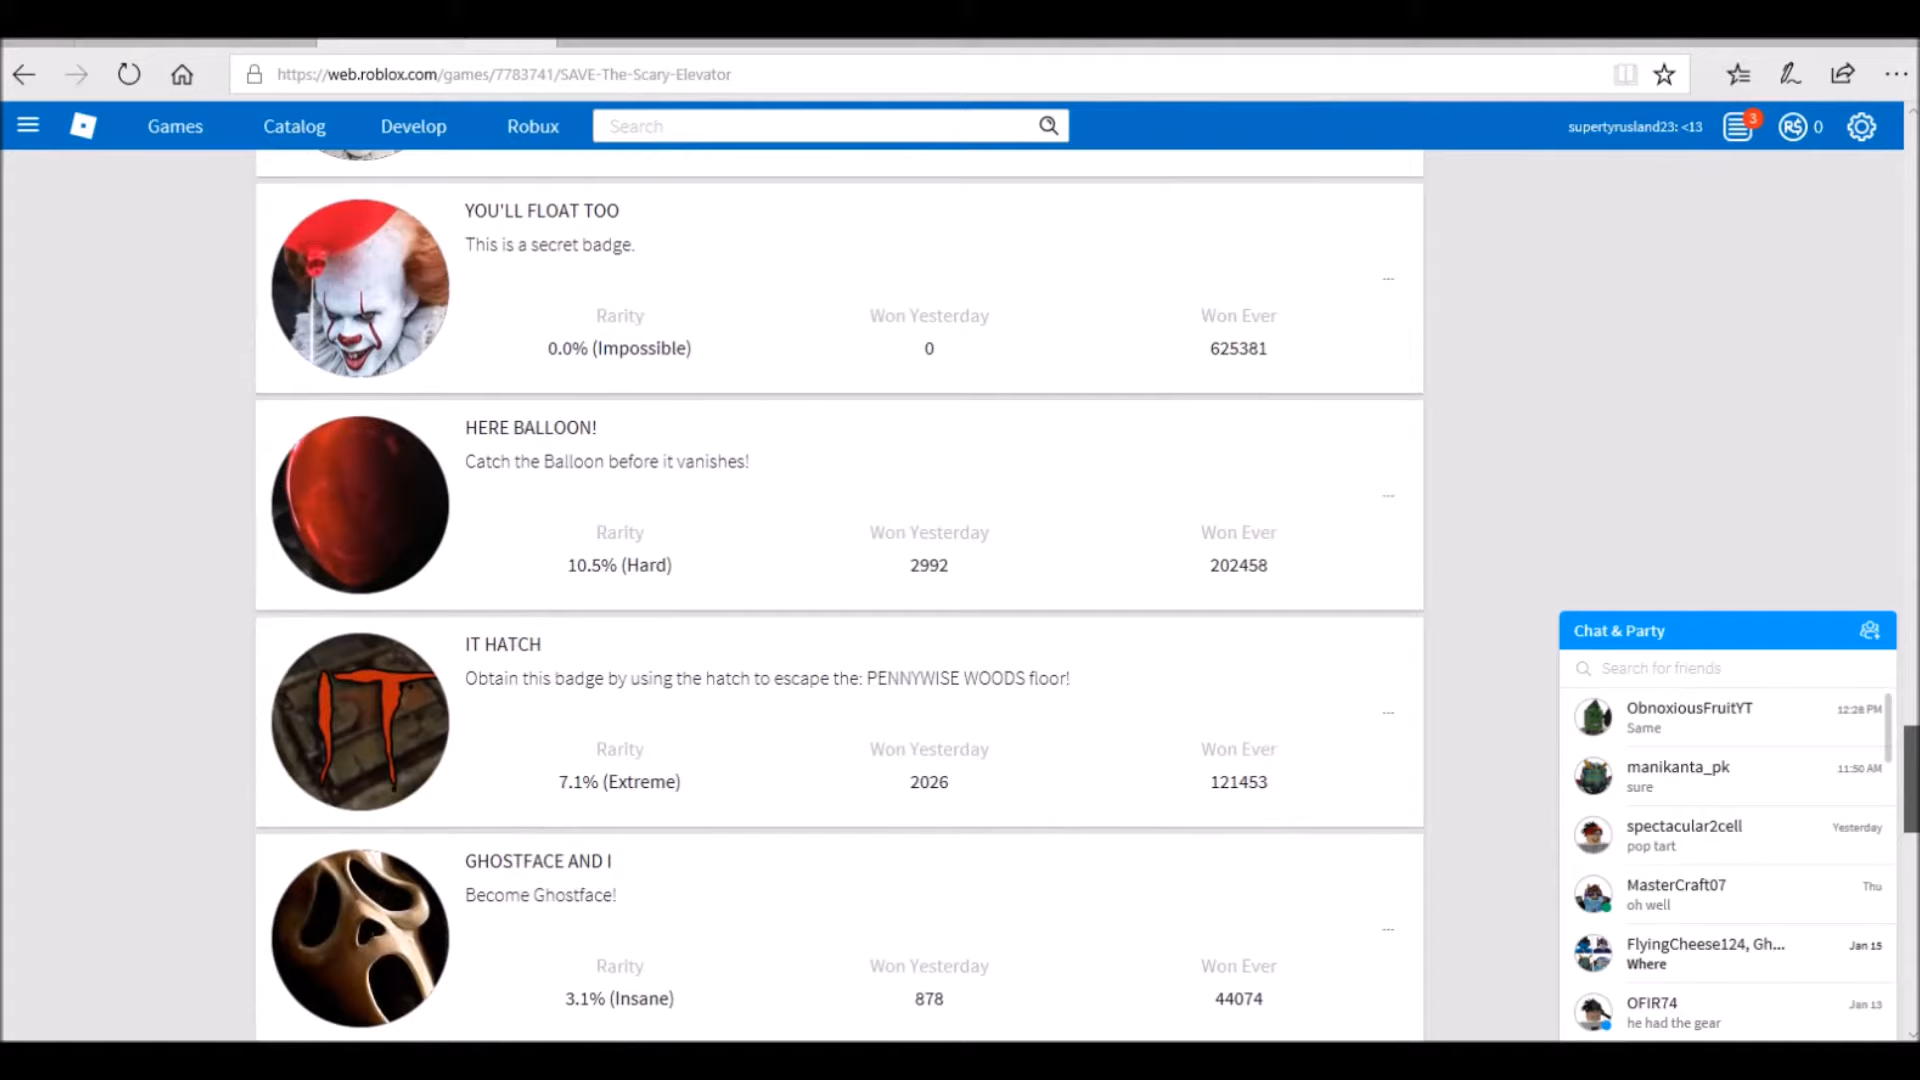 https://web.roblox.com/games/7783741/SAVE-The-Scary-Elevator
Games
Catalog
Develop
Robux
Search
supertyrusland23: <13
3
R$ 0
YOU'LL FLOAT TOO
This is a secret badge.
Rarity
Won Yesterday
Won Ever
0.0% (Impossible)
0
625381
HERE BALLOON!
Catch the Balloon before it vanishes!
Rarity
Won Yesterday
Won Ever
10.5% (Hard)
2992
202458
IT
IT HATCH
Obtain this badge by using the hatch to escape the: PENNYWISE WOODS floor!
Rarity
Won Yesterday
Won Ever
7.1% (Extreme)
2026
121453
GHOSTFACE AND I
Become Ghostface!
Rarity
Won Yesterday
Won Ever
3.1% (Insane)
878
44074
Chat & Party
Search for friends
ObnoxiousFruitYT
12:28 PM
Same
manikanta_pk
11:50 AM
sure
spectacular2cell
Yesterday
pop tart
MasterCraft07
Thu
oh well
FlyingCheese124, Gh...
Jan 15
Where
OFIR74
Jan 13
he had the gear